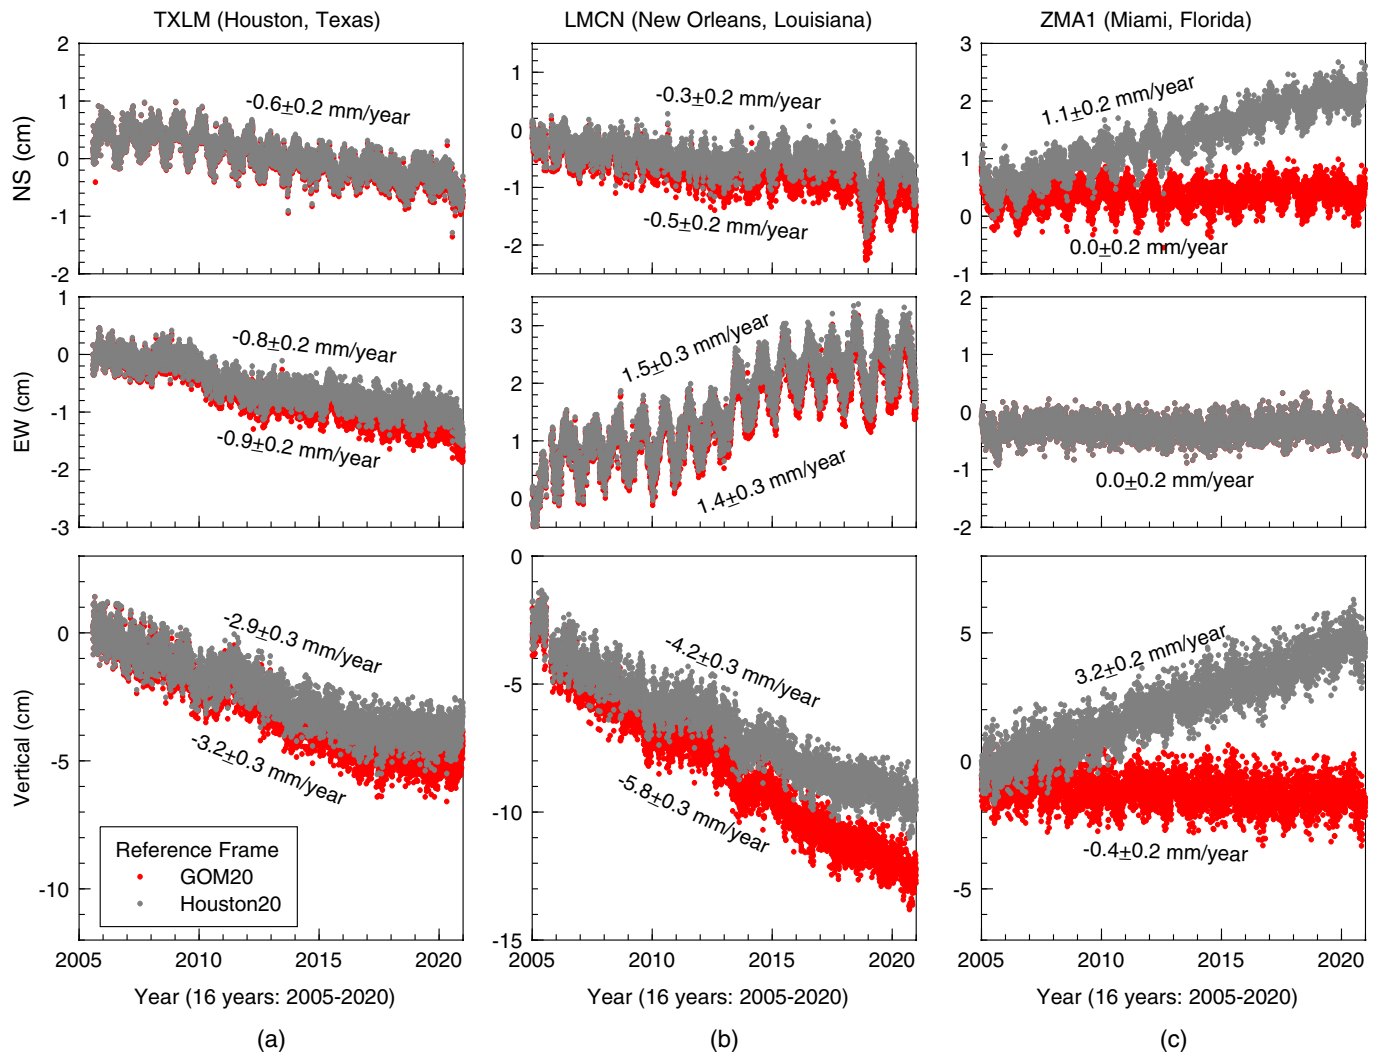 TXLM (Houston, Texas)
LMCN (New Orleans, Louisiana)
ZMA1 (Miami, Florida)
NS (cm)
2
1
0
-1
-2
-0.6±0.2 mm/year
1
0
-1
-2
-0.3±0.2 mm/year
-0.5±0.2 mm/year
3
2
1
0
-1
1.1±0.2 mm/year
0.0±0.2 mm/year
EW (cm)
1
0
-1
-2
-3
-0.8±0.2 mm/year
-0.9±0.2 mm/year
3
2
1
0
1.5±0.3 mm/year
1.4±0.3 mm/year
2
1
0
-1
-2
0.0±0.2 mm/year
Vertical (cm)
0
-5
-10
-2.9±0.3 mm/year
-3.2±0.3 mm/year
Reference Frame
GOM20
Houston20
0
-5
-10
-15
-4.2±0.3 mm/year
-5.8±0.3 mm/year
5
0
-5
3.2±0.2 mm/year
-0.4±0.2 mm/year
2005 2010 2015 2020
2005 2010 2015 2020
2005 2010 2015 2020
Year (16 years: 2005-2020)
Year (16 years: 2005-2020)
Year (16 years: 2005-2020)
(a)
(b)
(c)